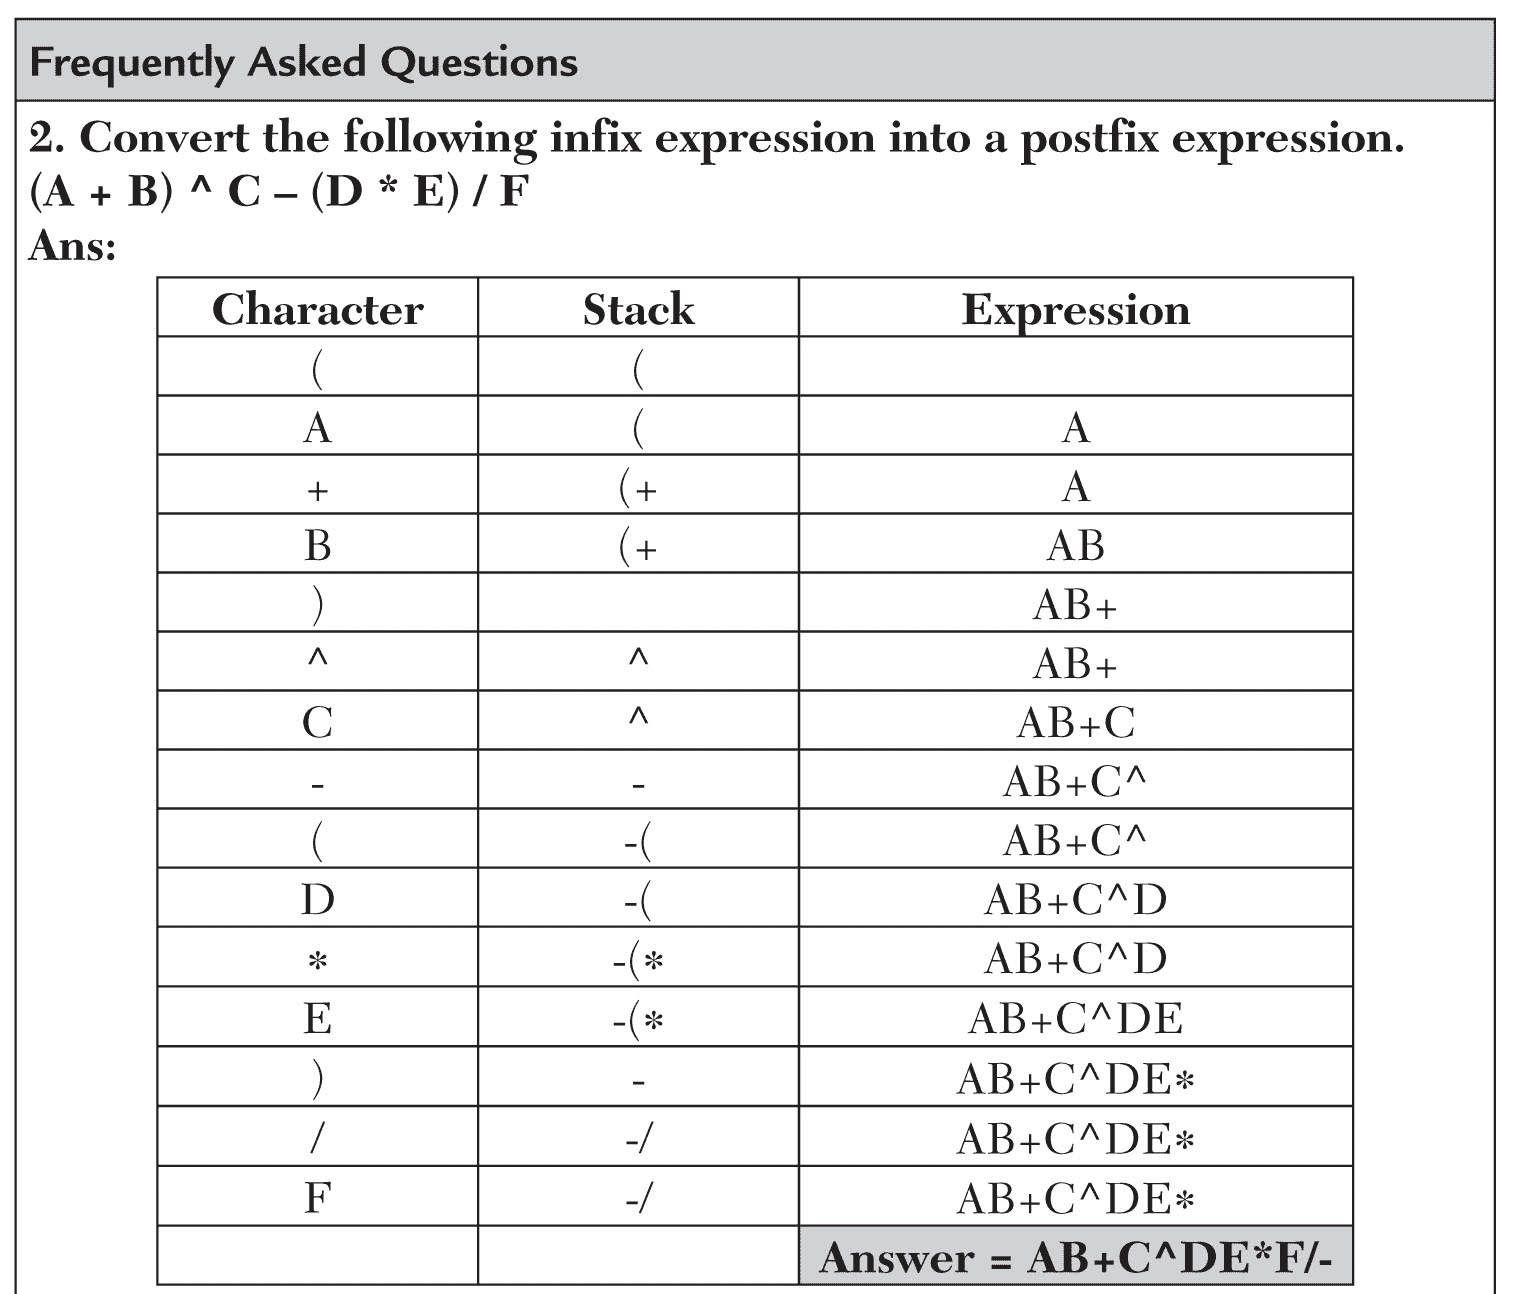 Frequently Asked Questions
2. Convert the following infix expression into a postfix expression.
(A + B) ^ C – (D * E) / F
Ans:
Character Stack Expression
( (
A ( A
+ (+ A
B (+ AB
) AB+
^ ^ AB+
C ^ AB+C
- - AB+C^
( -( AB+C^
D -( AB+C^D
* -(* AB+C^D
E -(* AB+C^DE
) - AB+C^DE*
/ -/ AB+C^DE*
F -/ AB+C^DE*
Answer = AB+C^DE*F/-